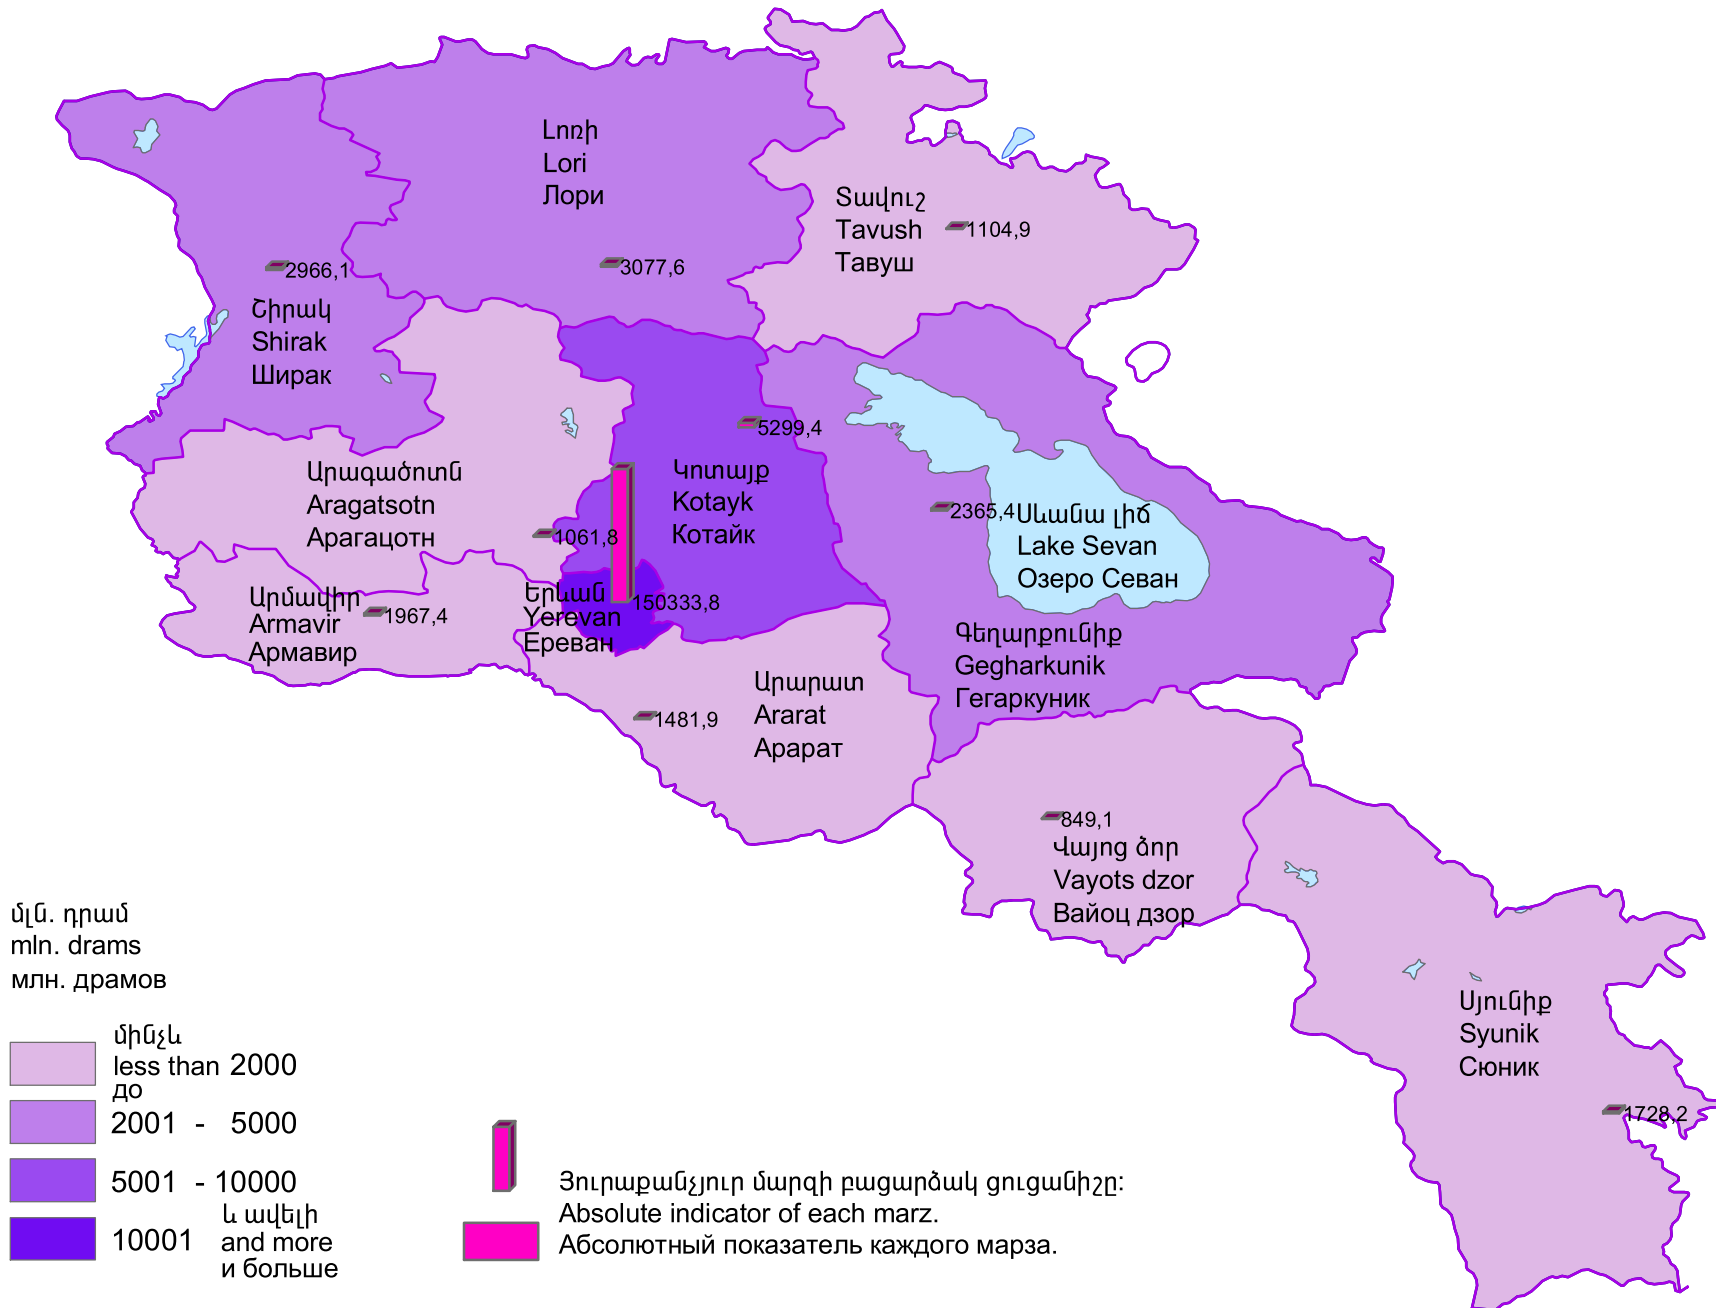 Լոռի
Lori
Лори
3077,6
Տավուշ
Tavush
Тавуш
1104,9
2966,1
Շիրակ
Shirak
Ширак
5299,4
Կոտայք
Kotayk
Котайк
Արագածոտն
Aragatsotn
Арагацотн
1061,8
2365,4
Սևանա լիճ
Lake Sevan
Озеро Севан
Արմավիր
Armavir
Армавир
1967,4
Երևան
Yerevan
Ереван
150333,8
Գեղարքունիք
Gegharkunik
Гегаркуник
Արարատ
Ararat
Арарат
1481,9
849,1
Վայոց ձոր
Vayots dzor
Вайоц дзор
Սյունիք
Syunik
Сюник
1728,2
մլն. դրամ
mln. drams
млн. драмов
մինչև
less than 2000
до
2001 - 5000
5001 - 10000
և ավելի
10001 and more
и больше
Յուրաքանչյուր մարզի բացարձակ ցուցանիշը:
Absolute indicator of each marz.
Абсолютный показатель каждого марза.